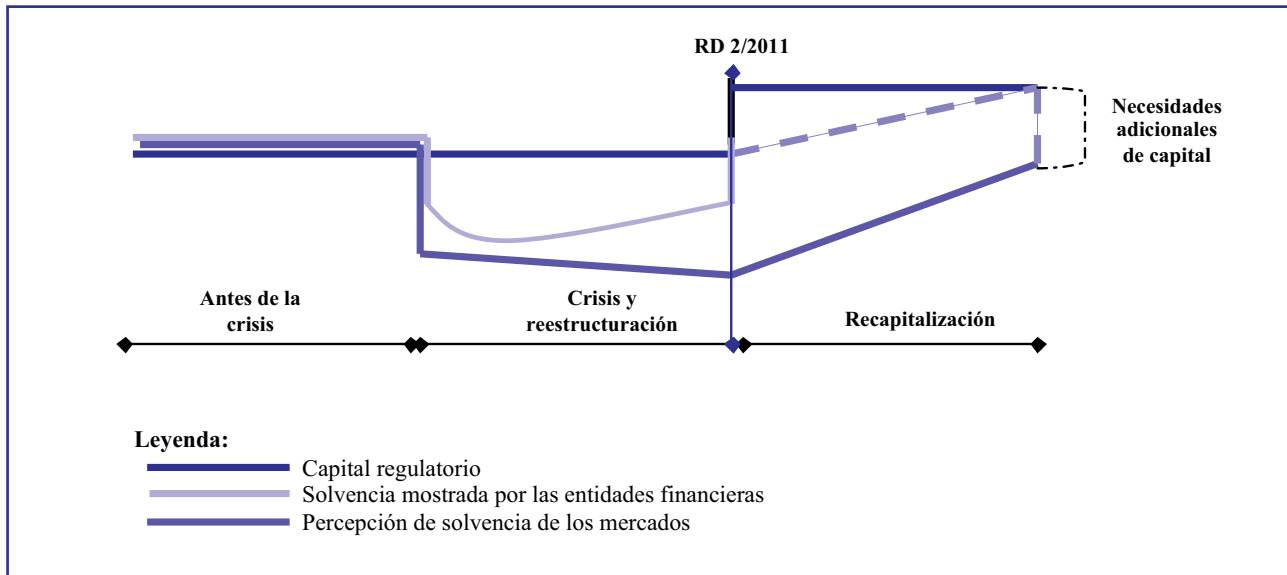 RD 2/2011
Necesidades
adicionales
de capital
Antes de la
crisis
Crisis y
reestructuración
Recapitalización
Leyenda:
Capital regulatorio
Solvencia mostrada por las entidades financieras
Percepción de solvencia de los mercados